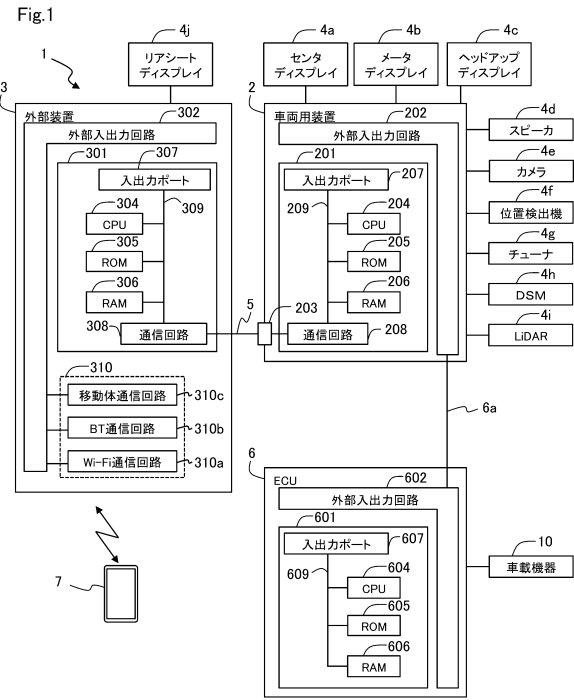 Fig.1
1
4j
リアシート
ディスプレイ
4a
センタ
ディスプレイ
4b
メータ
ディスプレイ
4c
ヘッドアップ
ディスプレイ
3
外部装置
302
外部入出力回路
301
307
入出力ポート
309
304
CPU
305
ROM
306
RAM
308
通信回路
310
移動体通信回路
310c
BT通信回路
310b
Wi-Fi通信回路
310a
5
2
車両用装置
202
外部入出力回路
201
入出力ポート
207
209
204
CPU
205
ROM
206
RAM
203
通信回路
208
4d
スピーカ
4e
カメラ
4f
位置検出機
4g
チューナ
4h
DSM
4i
LiDAR
6a
6
ECU
602
外部入出力回路
601
入出力ポート
607
609
604
CPU
605
ROM
606
RAM
10
車載機器
7